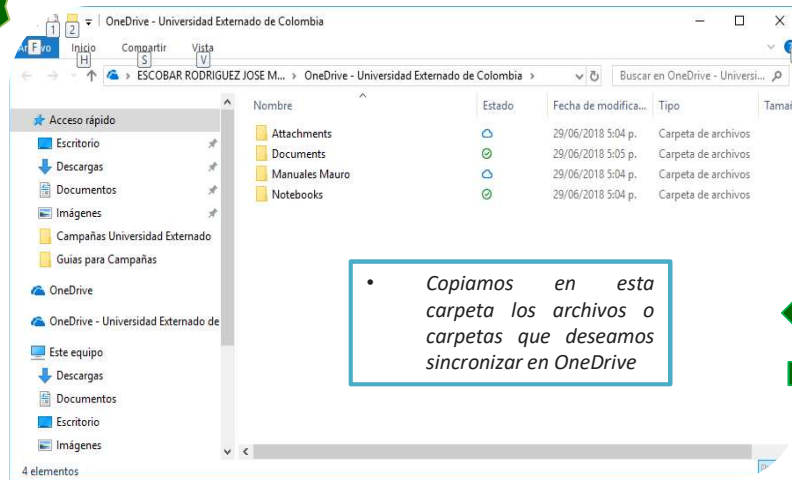 1 2 OneDrive - Universidad Externado de Colombia
F vo Inicio Compartir Vista
H S V
ESCOBAR RODRIGUEZ JOSE M... > OneDrive - Universidad Externado de Colombia > Buscar en OneDrive - Universi...
Nombre Estado Fecha de modifica... Tipo
Acceso rápido
Escritorio
Descargas
Documentos
Imágenes
Campañas Universidad Externado
Guias para Campañas
OneDrive
OneDrive - Universidad Externado de
Este equipo
Descargas
Documentos
Escritorio
Imágenes
Attachments 29/06/2018 5:04 p. Carpeta de archivos
Documents 29/06/2018 5:05 p. Carpeta de archivos
Manuales Mauro 29/06/2018 5:04 p. Carpeta de archivos
Notebooks 29/06/2018 5:04 p. Carpeta de archivos
• Copiamos en esta
carpeta los archivos o
carpetas que deseamos
sincronizar en OneDrive
4 elementos